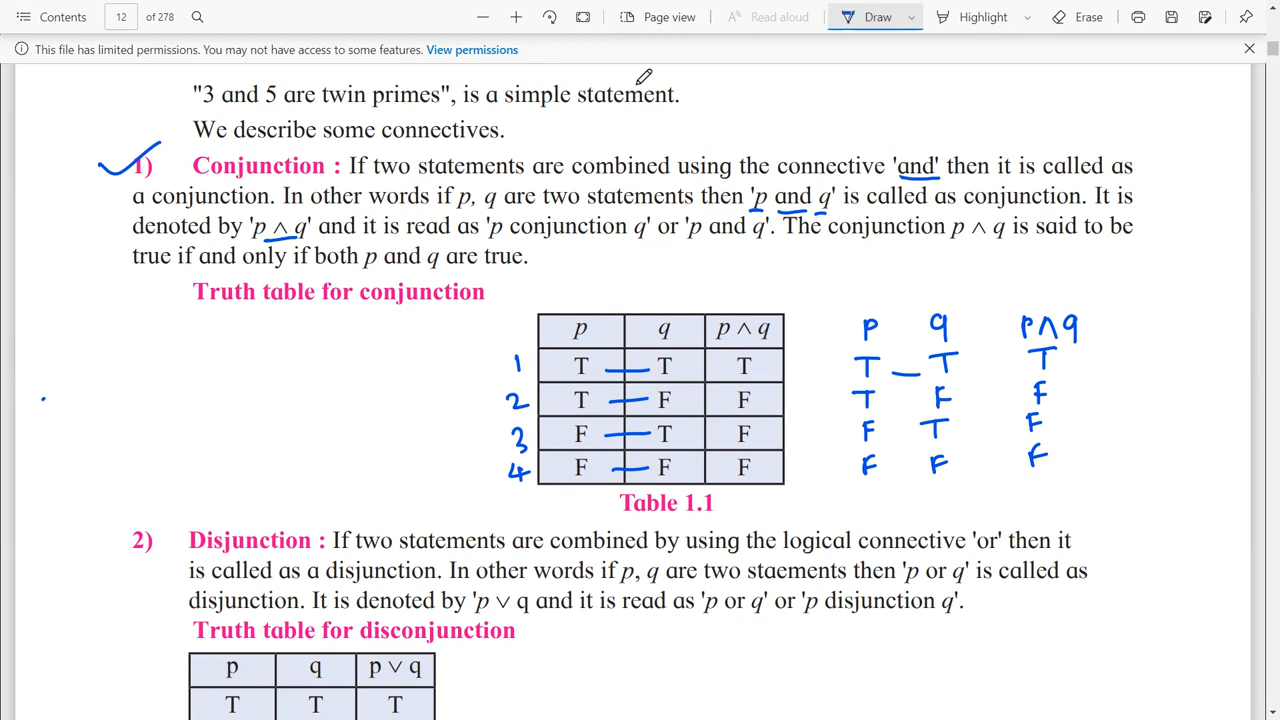 Contents 12 of 278 Page view Read aloud Draw Highlight Erase
This file has limited permissions. You may not have access to some features. View permissions
"3 and 5 are twin primes", is a simple statement.
We describe some connectives.
1) Conjunction : If two statements are combined using the connective 'and' then it is called as
a conjunction. In other words if p, q are two statements then 'p and q' is called as conjunction. It is
denoted by 'p ∧ q' and it is read as 'p conjunction q' or 'p and q'. The conjunction p ∧ q is said to be
true if and only if both p and q are true.
Truth table for conjunction
p q p ∧ q P q p∧q
1 T T T T T T
2 T F F T F F
3 F T F F T F
4 F F F F F F
Table 1.1
2) Disjunction : If two statements are combined by using the logical connective 'or' then it
is called as a disjunction. In other words if p, q are two staements then 'p or q' is called as
disjunction. It is denoted by 'p ∨ q and it is read as 'p or q' or 'p disjunction q'.
Truth table for disconjunction
p q p ∨ q
T T T